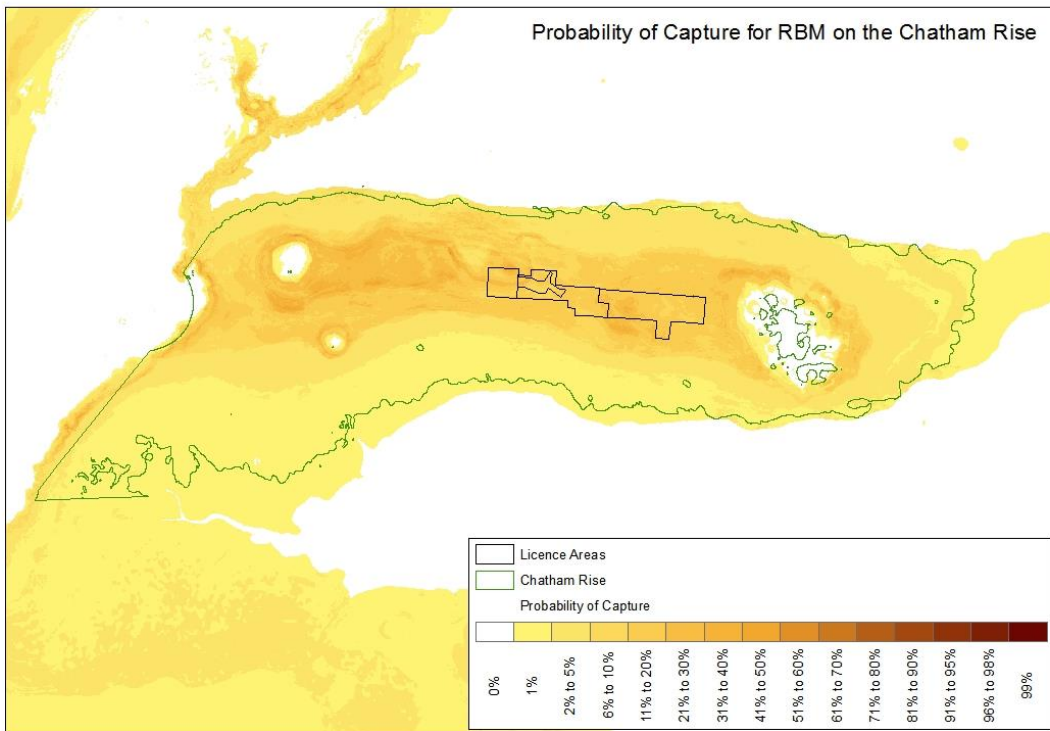 Probability of Capture for RBM on the Chatham Rise
Licence Areas
Chatham Rise
Probability of Capture
0%
1%
2% to 5%
6% to 10%
11% to 20%
21% to 30%
31% to 40%
41% to 50%
51% to 60%
61% to 70%
71% to 80%
81% to 90%
91% to 95%
96% to 98%
99%